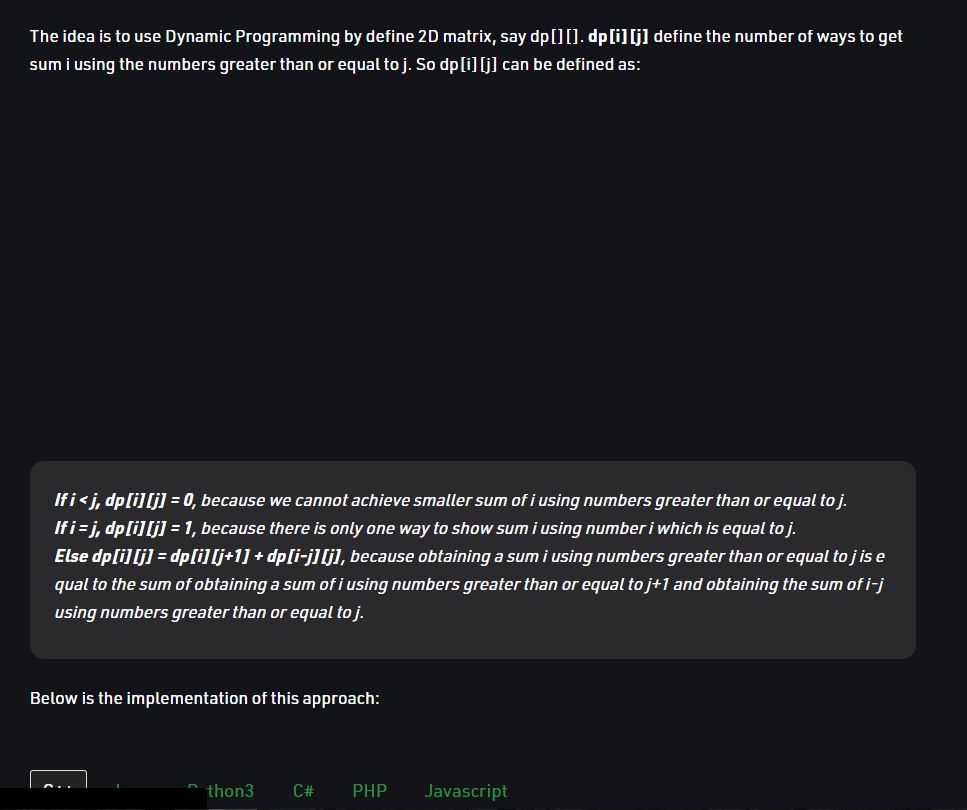 The idea is to use Dynamic Programming by define 2D matrix, say dp[][]. dp[i][j] define the number of ways to get
sum i using the numbers greater than or equal to j. So dp[i][j] can be defined as:
If i < j, dp[i][j] = 0, because we cannot achieve smaller sum of i using numbers greater than or equal to j.
If i = j, dp[i][j] = 1, because there is only one way to show sum i using number i which is equal to j.
Else dp[i][j] = dp[i][j+1] + dp[i-j][j], because obtaining a sum i using numbers greater than or equal to j is e
qual to the sum of obtaining a sum of i using numbers greater than or equal to j+1 and obtaining the sum of i-j
using numbers greater than or equal to j.
Below is the implementation of this approach:
C# PHP Javascript